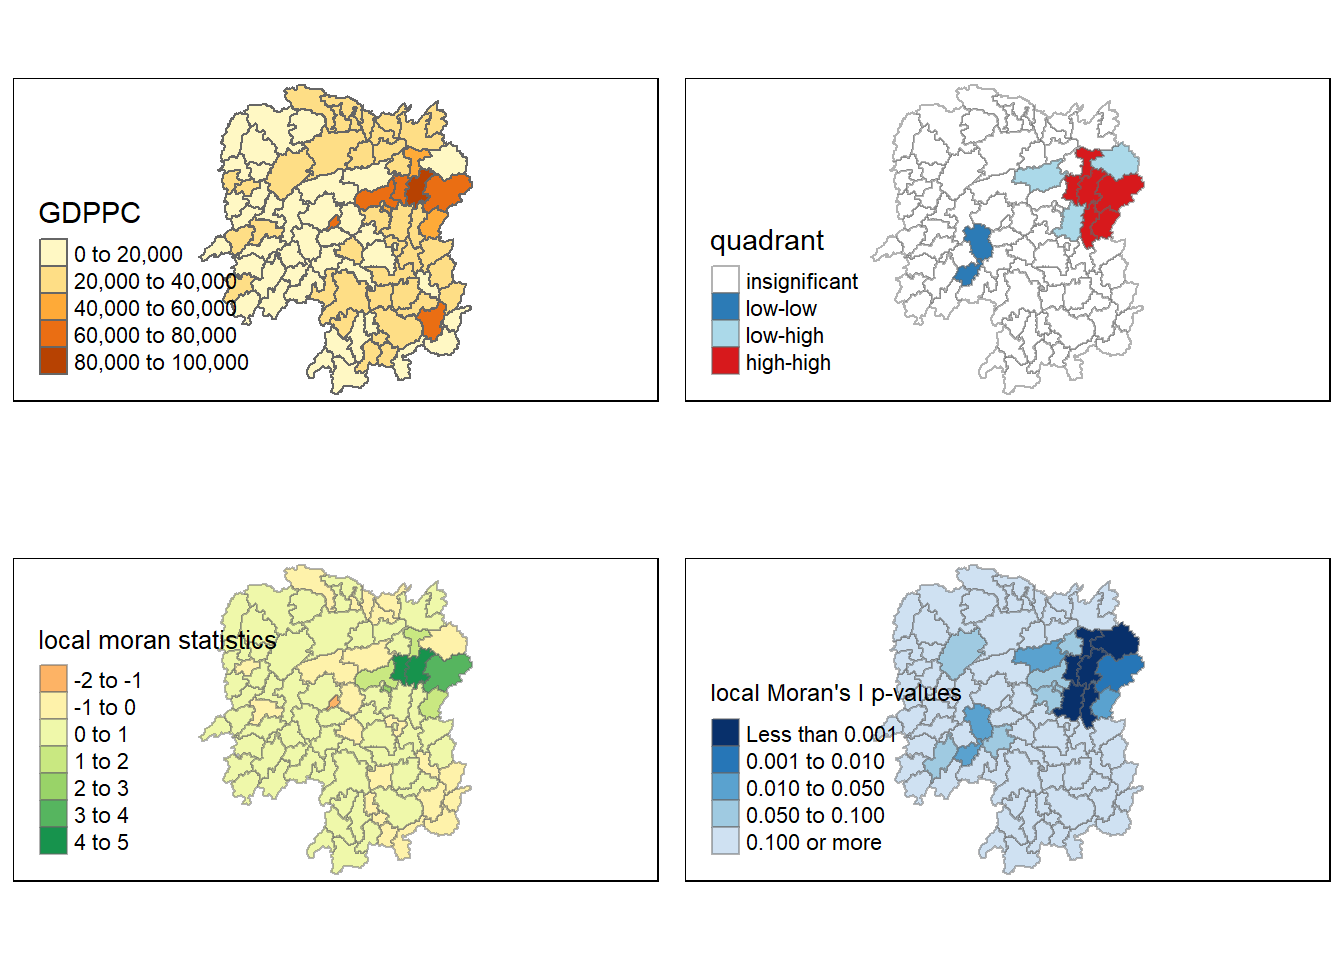 GDPPC
0 to 20,000
20,000 to 40,000
40,000 to 60,000
60,000 to 80,000
80,000 to 100,000
quadrant
insignificant
low-low
low-high
high-high
local moran statistics
-2 to -1
-1 to 0
0 to 1
1 to 2
2 to 3
3 to 4
4 to 5
local Moran's I p-values
Less than 0.001
0.001 to 0.010
0.010 to 0.050
0.050 to 0.100
0.100 or more